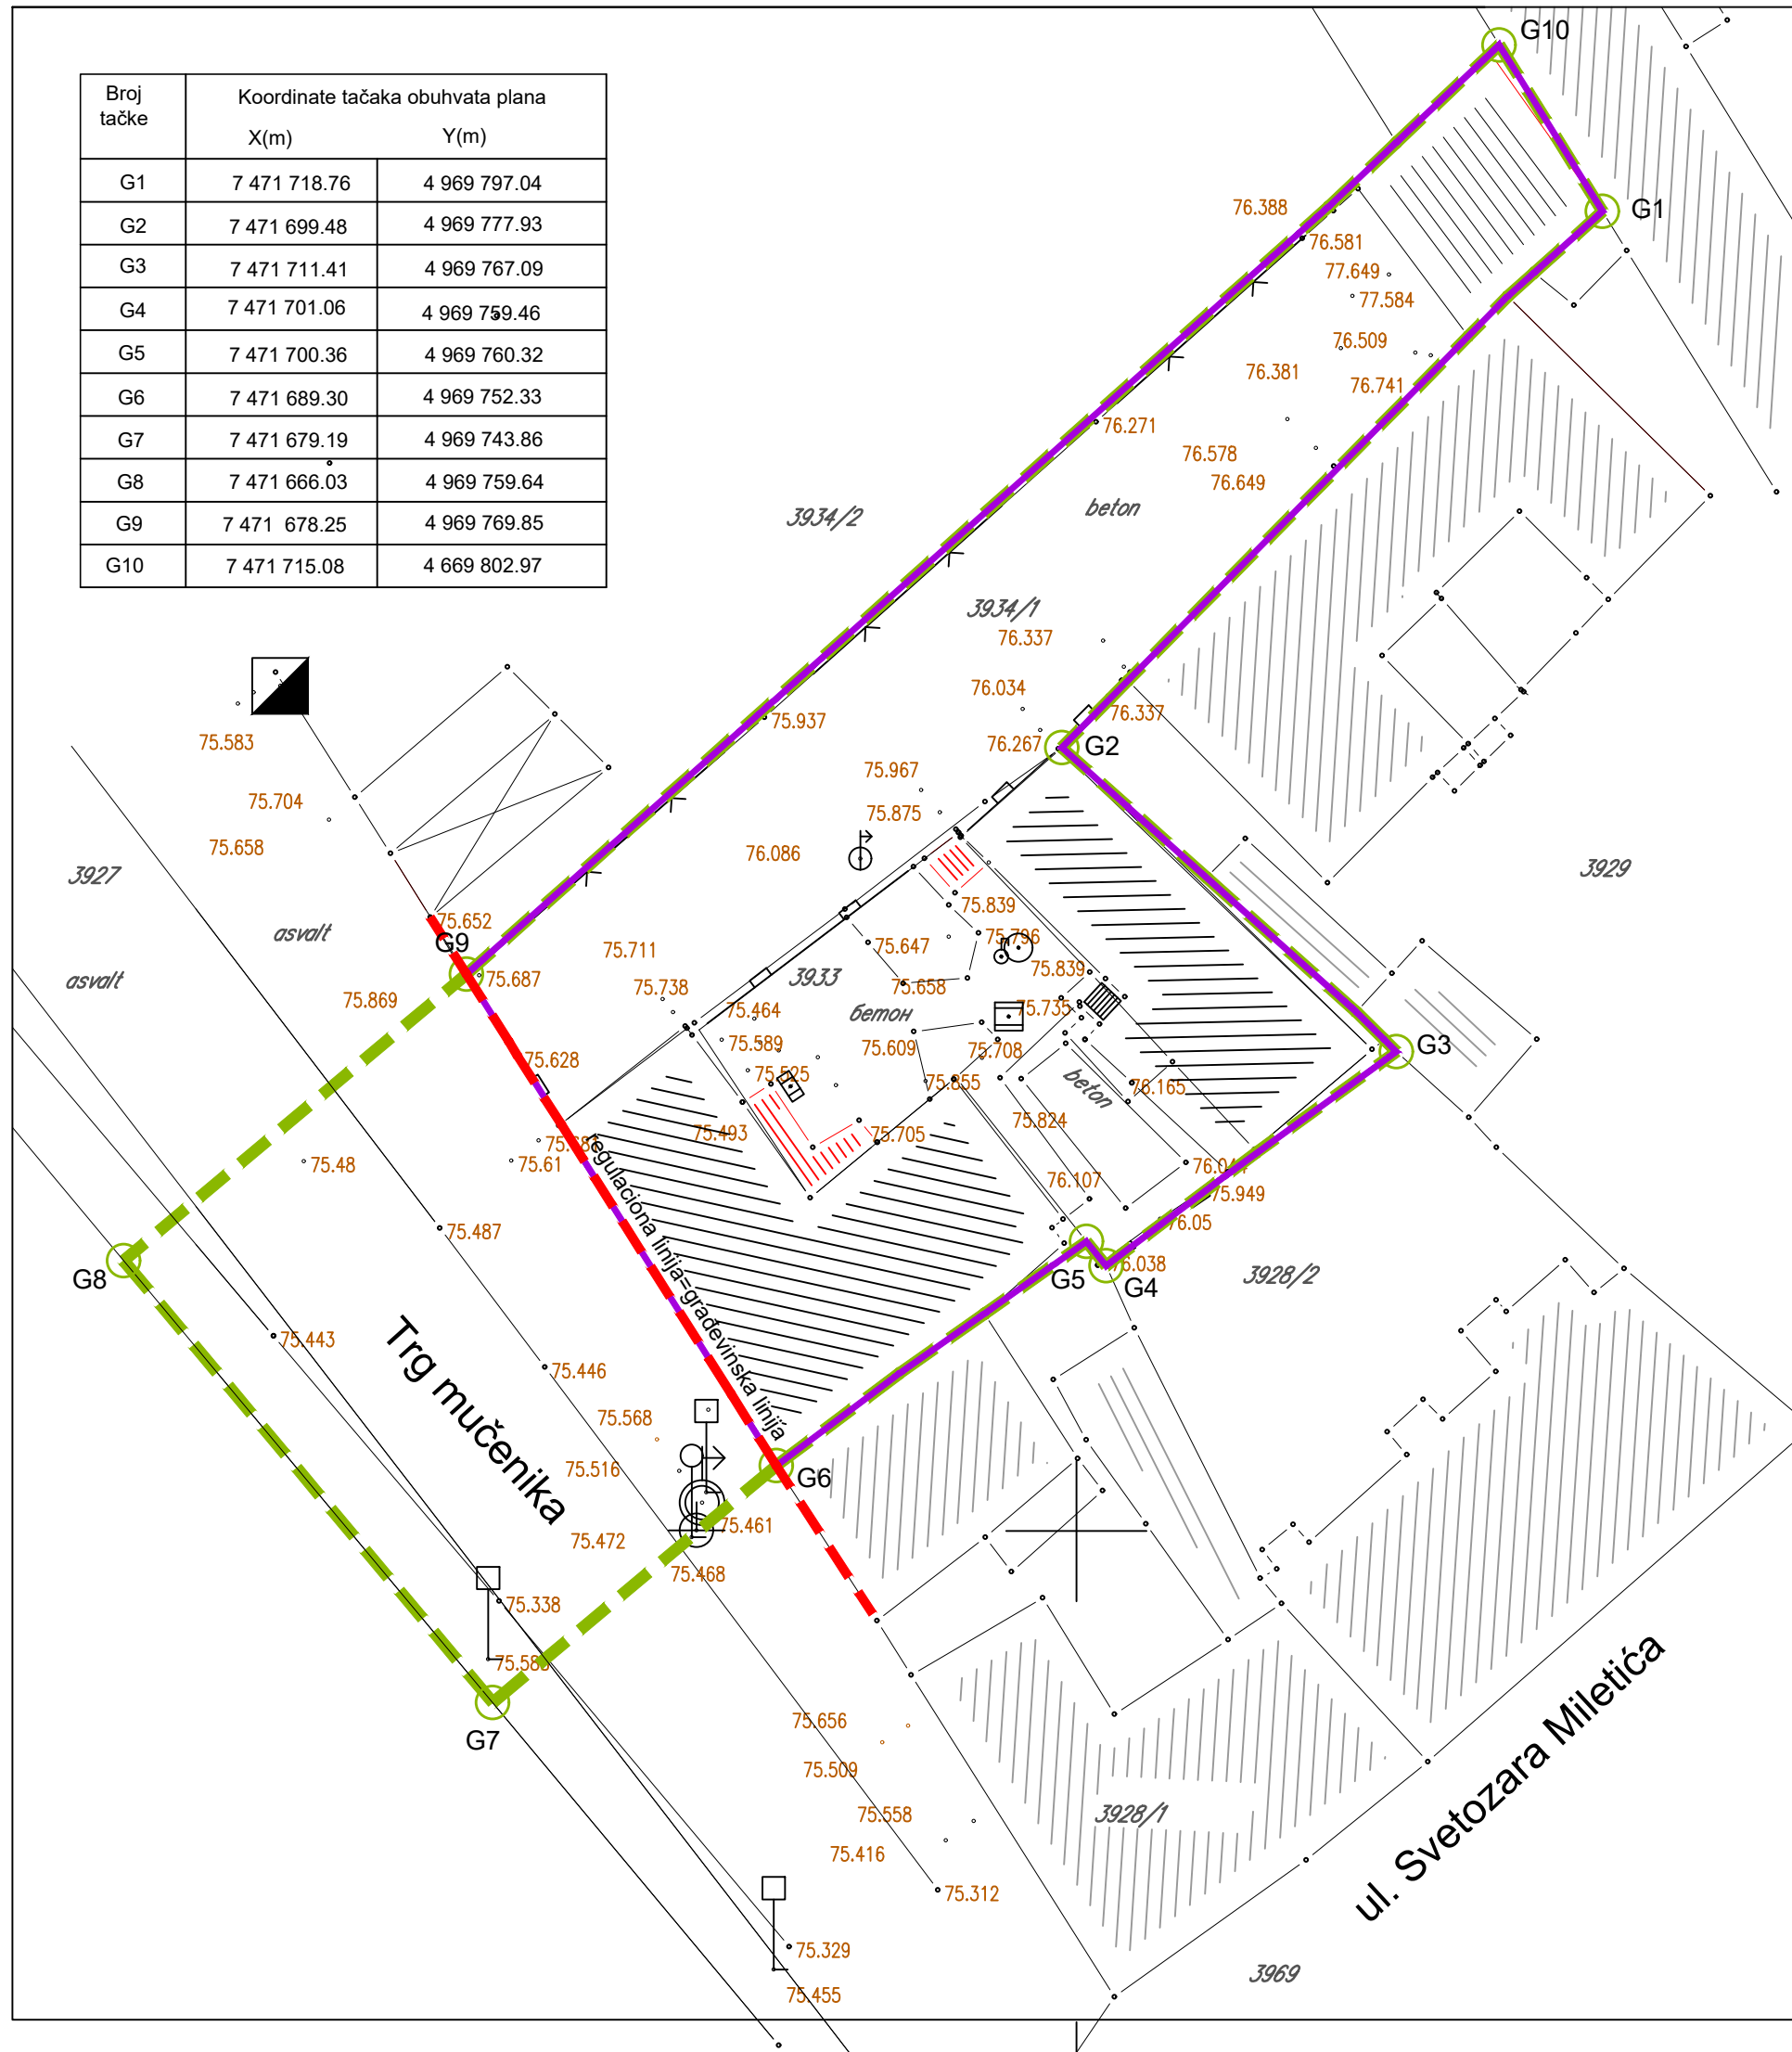 Broj tačke
Koordinate tačaka obuhvata plana
X(m) Y(m)
G1 7 471 718.76 4 969 797.04
G2 7 471 699.48 4 969 777.93
G3 7 471 711.41 4 969 767.09
G4 7 471 701.06 4 969 759.46
G5 7 471 700.36 4 969 760.32
G6 7 471 689.30 4 969 752.33
G7 7 471 679.19 4 969 743.86
G8 7 471 666.03 4 969 759.64
G9 7 471 678.25 4 969 769.85
G10 7 471 715.08 4 669 802.97
G10
G1
76.388
76.581
77.649
77.584
76.509
76.381
76.741
76.271
76.578
76.649
3934/2
beton
3934/1
76.337
76.034
76.337
76.267
G2
75.937
75.583
75.967
75.704
75.875
75.658
76.086
3927
3929
75.839
75.652
asvalt
G9
75.711
75.647
75.796
asvalt
75.687
3933
75.839
75.869
75.738
75.658
75.464
бетон
75.735
75.589
75.609
75.708
G3
75.628
75.525
75.855
beton
76.165
75.493
75.705
75.824
75.48
75.61
76.107
75.949
76.05
75.487
G8
G5
76.038
G4
3928/2
regulaciona linija=građevinska linija
75.443
Trg mučenika
75.446
75.568
75.516
G6
75.461
75.472
75.468
75.338
G7
75.656
75.509
75.558
3928/1
75.416
ul. Svetozara Miletića
75.312
75.329
3969
75.455